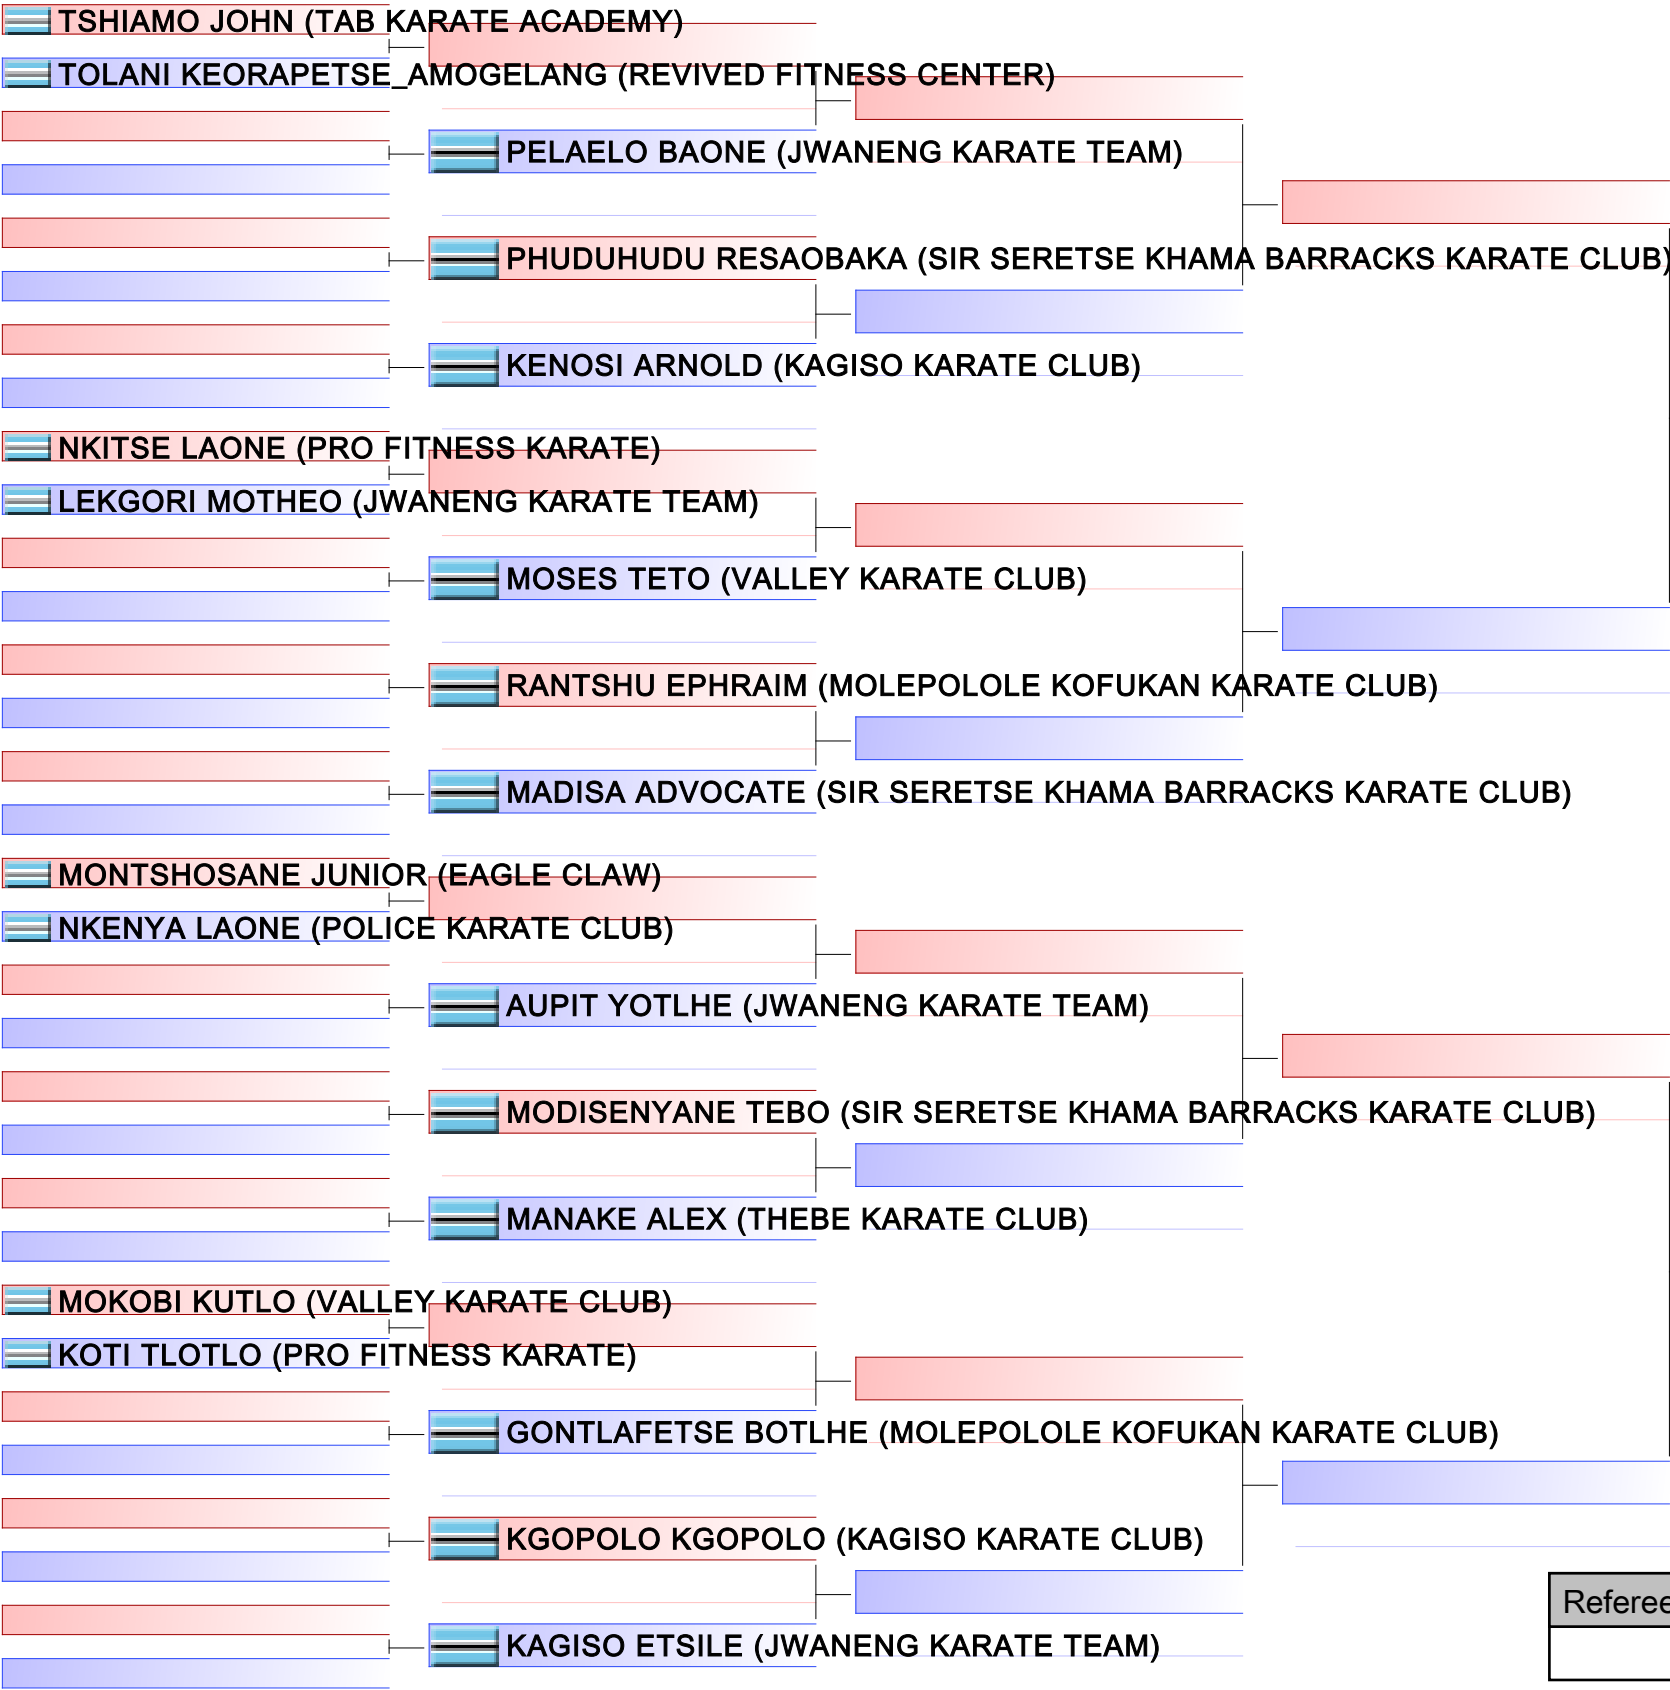 TSHIAMO JOHN (TAB KARATE ACADEMY)
TOLANI KEORAPETSE_AMOGELANG (REVIVED FITNESS CENTER)
PELAELO BAONE (JWANENG KARATE TEAM)
PHUDUHUDU RESAOBAKA (SIR SERETSE KHAMA BARRACKS KARATE CLUB)
KENOSI ARNOLD (KAGISO KARATE CLUB)
NKITSE LAONE (PRO FITNESS KARATE)
LEKGORI MOTHEO (JWANENG KARATE TEAM)
MOSES TETO (VALLEY KARATE CLUB)
RANTSHU EPHRAIM (MOLEPOLOLE KOFUKAN KARATE CLUB)
MADISA ADVOCATE (SIR SERETSE KHAMA BARRACKS KARATE CLUB)
MONTSHOSANE JUNIOR (EAGLE CLAW)
NKENYA LAONE (POLICE KARATE CLUB)
AUPIT YOTLHE (JWANENG KARATE TEAM)
MODISENYANE TEBO (SIR SERETSE KHAMA BARRACKS KARATE CLUB)
MANAKE ALEX (THEBE KARATE CLUB)
MOKOBI KUTLO (VALLEY KARATE CLUB)
KOTI TLOTLO (PRO FITNESS KARATE)
GONTLAFETSE BOTLHE (MOLEPOLOLE KOFUKAN KARATE CLUB)
KGOPOLO KGOPOLO (KAGISO KARATE CLUB)
Referee
KAGISO ETSILE (JWANENG KARATE TEAM)